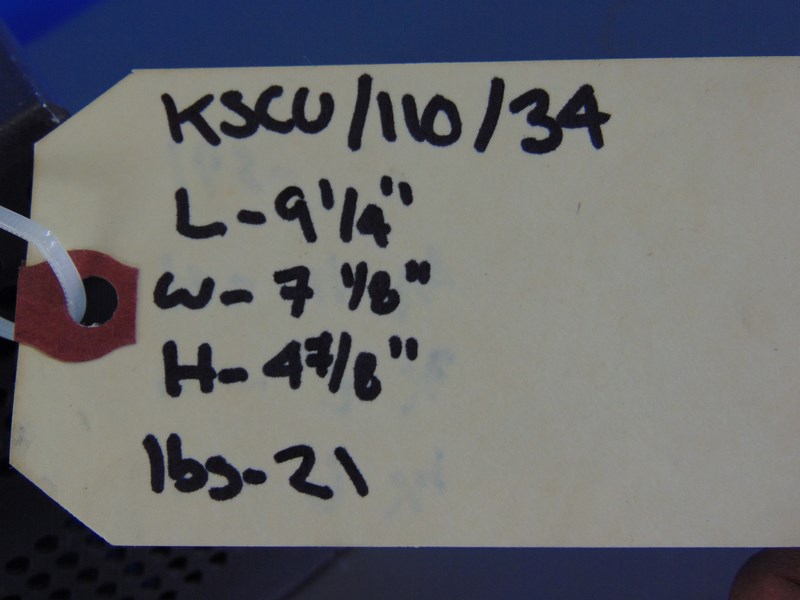 KSCU/110/34
L-9 1/4"
W-7 1/8"
H-4 7/8"
lbs-21